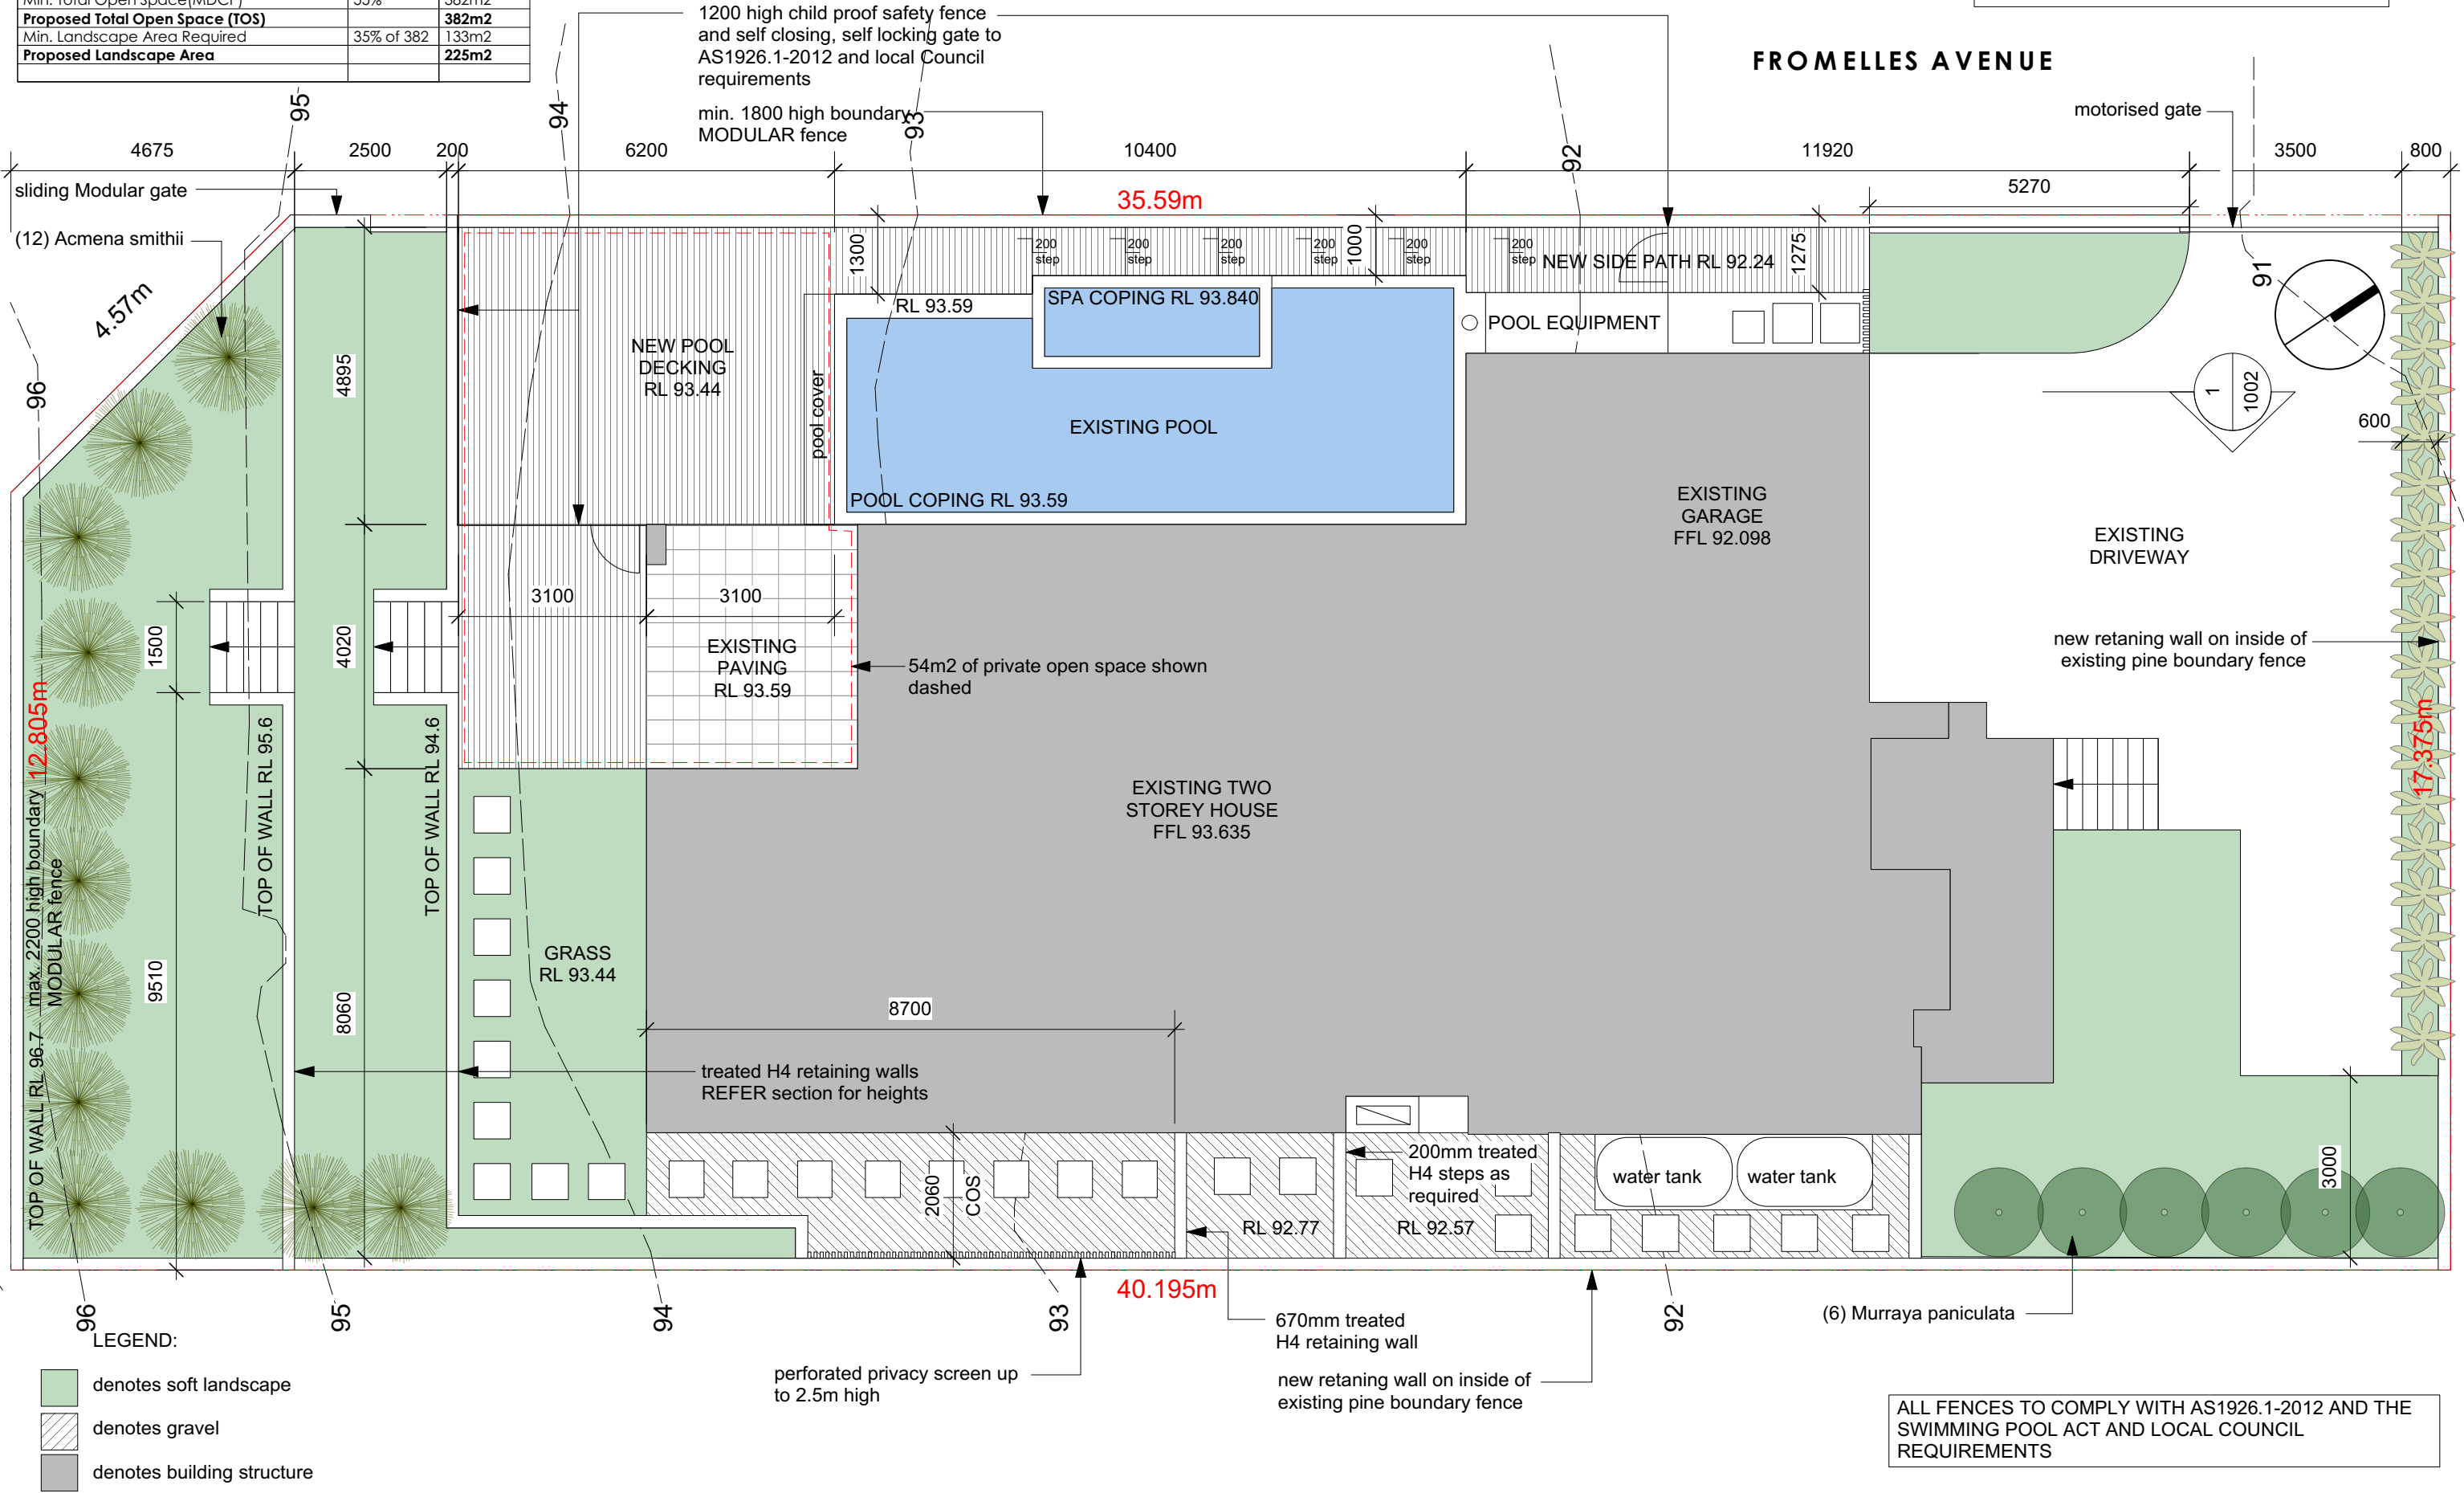 Min. Total Open Space(MDCP) 55% 382m2
Proposed Total Open Space (TOS) 382m2
Min. Landscape Area Required 35% of 382 133m2
Proposed Landscape Area 225m2
1200 high child proof safety fence
and self closing, self locking gate to
AS1926.1-2012 and local Council
requirements
min. 1800 high boundary
MODULAR fence
FROMELLES AVENUE
motorised gate
95
94
93
92
4675
2500
200
6200
10400
11920
3500
800
5270
35.59m
sliding Modular gate
(12) Acmena smithii
4.57m
96
91
1300
1000
1275
200
step
200
step
200
step
200
step
200
step
200
step
NEW SIDE PATH RL 92.24
RL 93.59
SPA COPING RL 93.840
POOL EQUIPMENT
NEW POOL
DECKING
RL 93.44
pool cover
EXISTING POOL
POOL COPING RL 93.59
4895
1
1002
600
EXISTING
GARAGE
FFL 92.098
EXISTING
DRIVEWAY
3100
3100
1500
4020
EXISTING
PAVING
RL 93.59
54m2 of private open space shown
dashed
new retaning wall on inside of
existing pine boundary fence
12.805m
17.375m
TOP OF WALL RL 95.6
TOP OF WALL RL 94.6
max. 2200 high boundary
MODULAR fence
TOP OF WALL RL 96.7
EXISTING TWO
STOREY HOUSE
FFL 93.635
GRASS
RL 93.44
9510
8060
8700
treated H4 retaining walls
REFER section for heights
2060
COS
200mm treated
H4 steps as
required
RL 92.77
RL 92.57
water tank
water tank
3000
40.195m
96
95
94
93
92
670mm treated
H4 retaining wall
(6) Murraya paniculata
perforated privacy screen up
to 2.5m high
new retaning wall on inside of
existing pine boundary fence
LEGEND:
denotes soft landscape
denotes gravel
denotes building structure
ALL FENCES TO COMPLY WITH AS1926.1-2012 AND THE
SWIMMING POOL ACT AND LOCAL COUNCIL
REQUIREMENTS